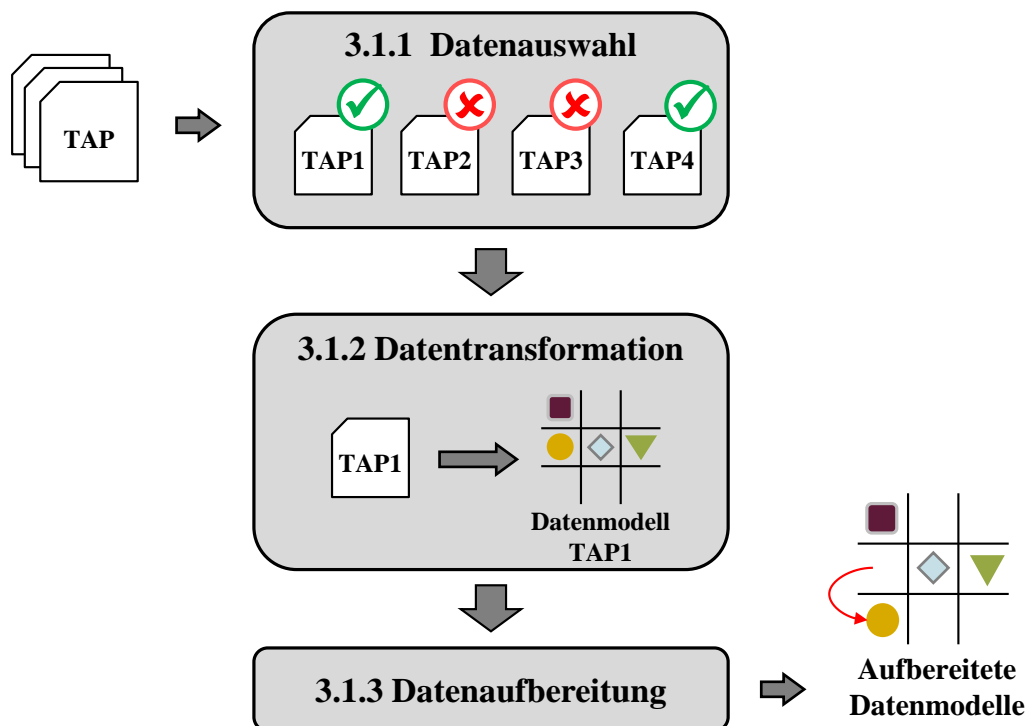 TAP
3.1.1 Datenauswahl
TAP1
TAP2
TAP3
TAP4
3.1.2 Datentransformation
TAP1
Datenmodell
TAP1
3.1.3 Datenaufbereitung
Aufbereitete
Datenmodelle